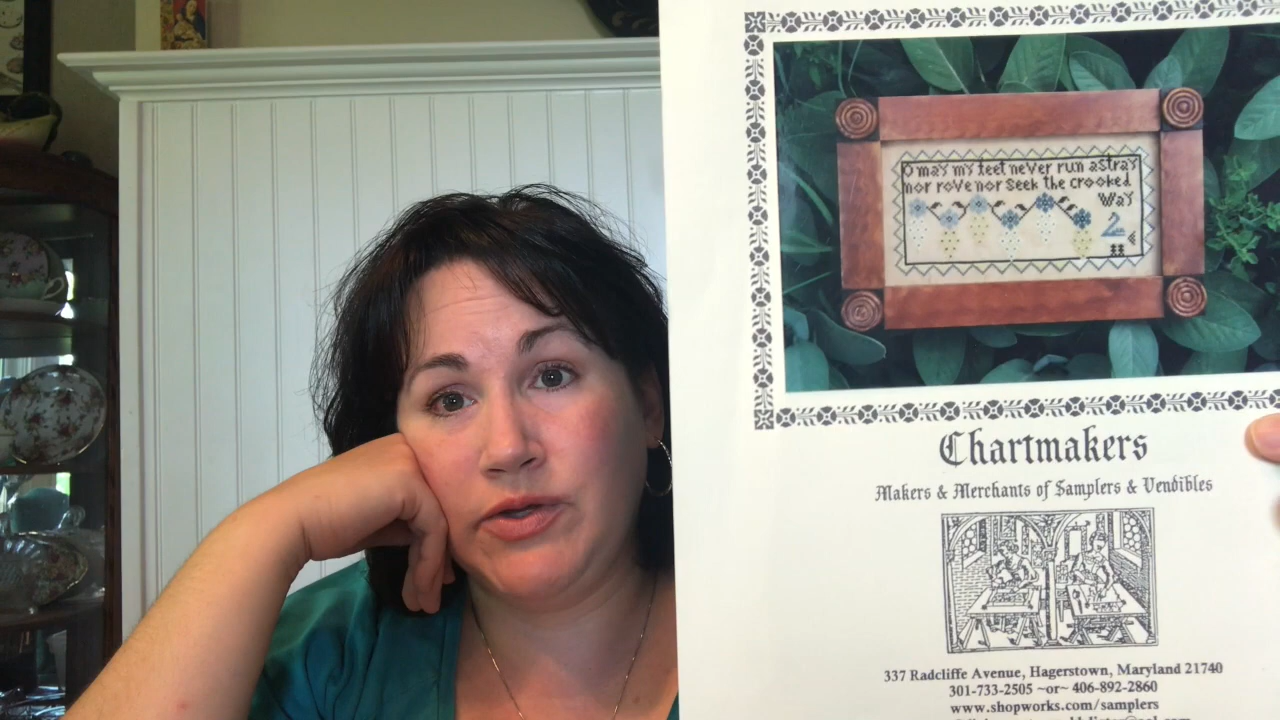 o may my feet never run astray
nor rove nor seek the crooked
way
2
Chartmakers
Makers & Merchants of Samplers & Vendibles
337 Radcliffe Avenue, Hagerstown, Maryland 21740
301-733-2505 ~or~ 406-892-2860
www.shopworks.com/samplers